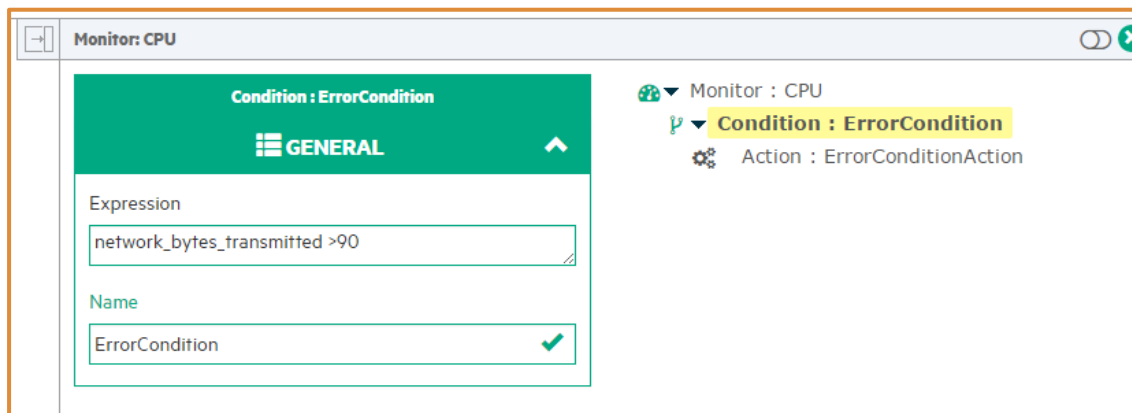 Monitor: CPU
Condition : ErrorCondition
GENERAL
Expression
network_bytes_transmitted >90
Name
ErrorCondition
Monitor : CPU
Condition : ErrorCondition
Action : ErrorConditionAction